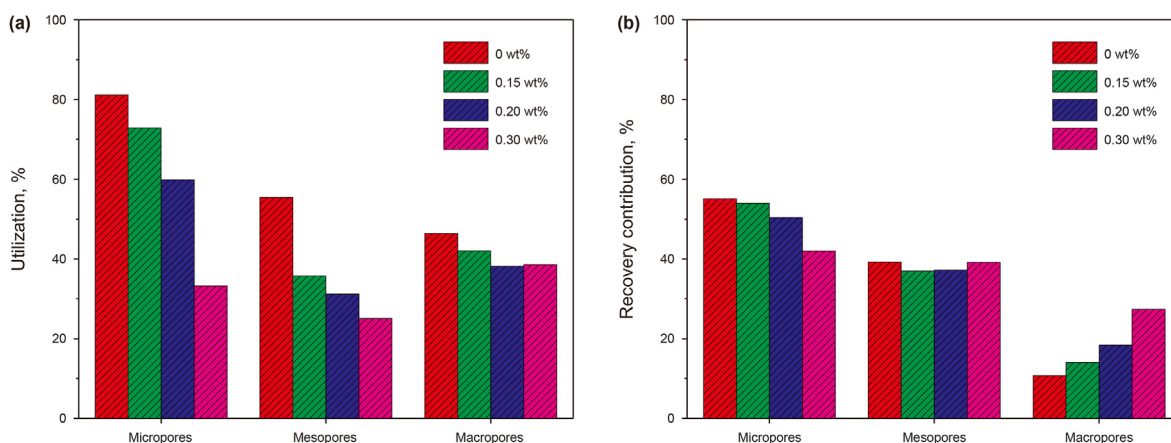 (a)
100
80
60
40
20
0
Utilization, %
0 wt%
0.15 wt%
0.20 wt%
0.30 wt%
Micropores
Mesopores
Macropores
(b)
100
80
60
40
20
0
Recovery contribution, %
0 wt%
0.15 wt%
0.20 wt%
0.30 wt%
Micropores
Mesopores
Macropores